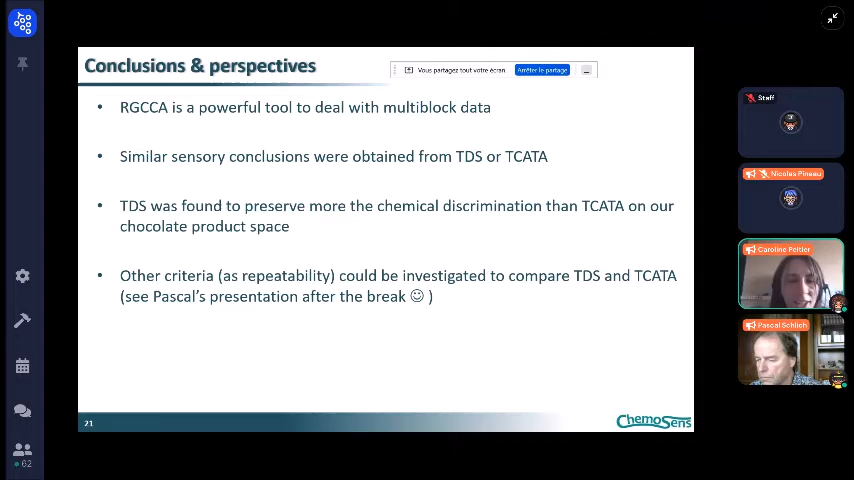 Conclusions & perspectives
Vous partagez tout votre écran.
Arrêter le partage
• RGCCA is a powerful tool to deal with multiblock data
• Similar sensory conclusions were obtained from TDS or TCATA
• TDS was found to preserve more the chemical discrimination than TCATA on our
chocolate product space
• Other criteria (as repeatability) could be investigated to compare TDS and TCATA
(see Pascal's presentation after the break ☺ )
21
ChemoSens
Staff
Nicolas Pineau
Caroline Peltier
Pascal Schlich
62